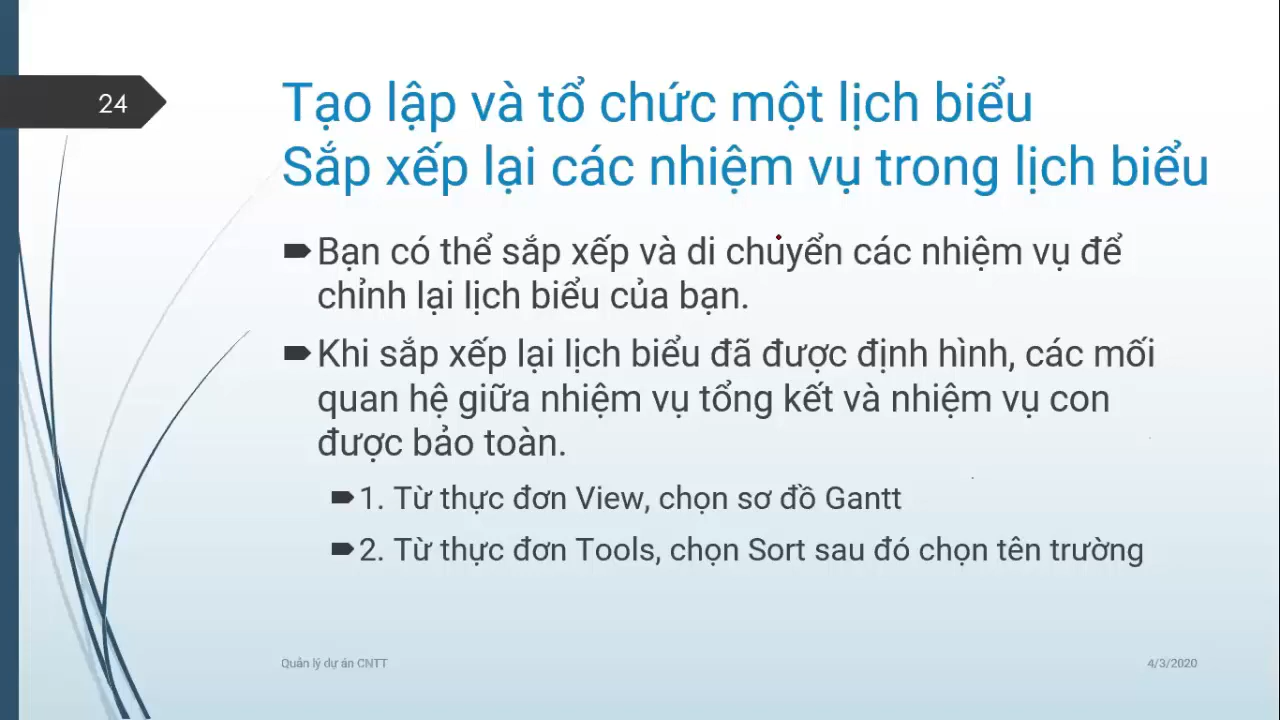 24
Tạo lập và tổ chức một lịch biểu
Sắp xếp lại các nhiệm vụ trong lịch biểu
Bạn có thể sắp xếp và di chuyển các nhiệm vụ để
chỉnh lại lịch biểu của bạn.
Khi sắp xếp lại lịch biểu đã được định hình, các mối
quan hệ giữa nhiệm vụ tổng kết và nhiệm vụ con
được bảo toàn.
1. Từ thực đơn View, chọn sơ đồ Gantt
2. Từ thực đơn Tools, chọn Sort sau đó chọn tên trường
Quản lý dự án CNTT
4/3/2020